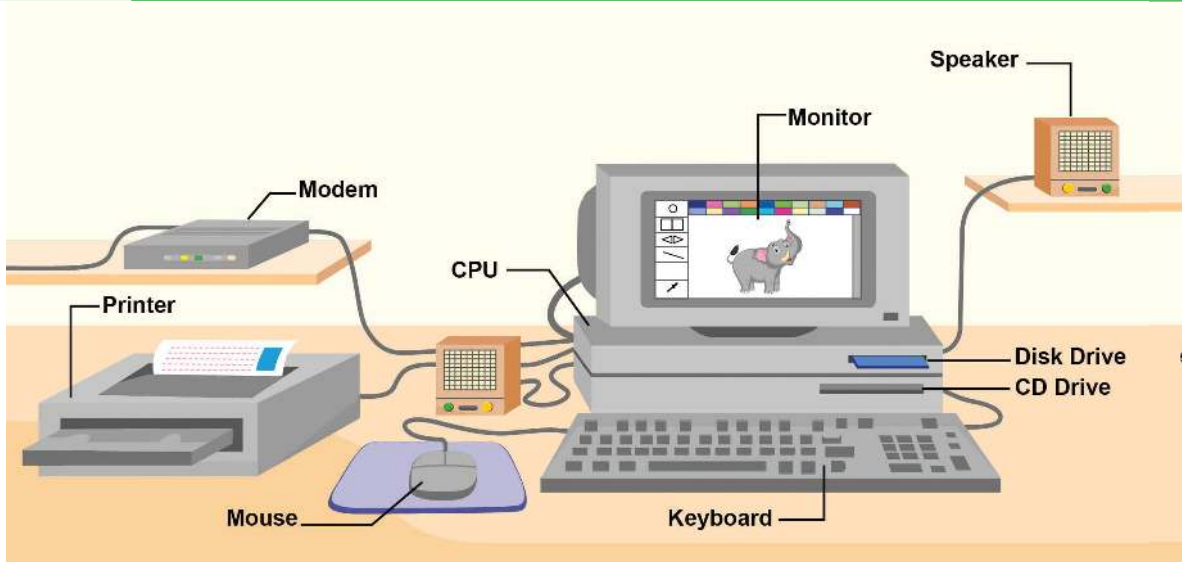 Speaker
Monitor
Modem
CPU
Printer
Disk Drive
CD Drive
Mouse
Keyboard